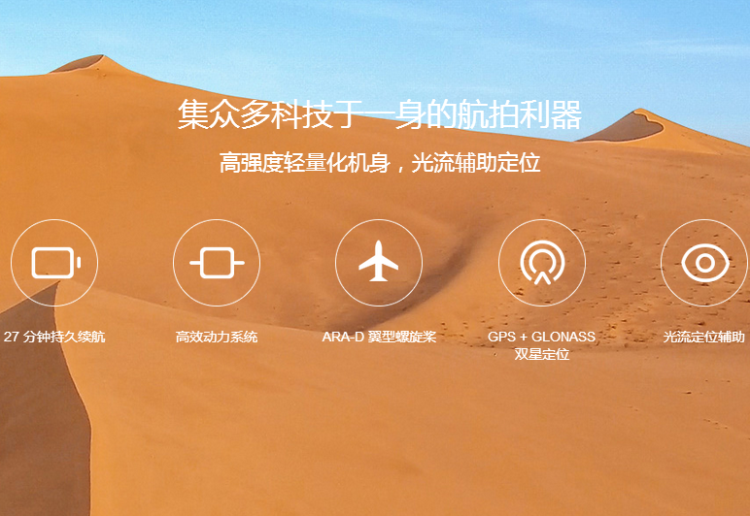 集众多科技于一身的航拍利器
高强度轻量化机身，光流辅助定位
27 分钟持久续航
高效动力系统
ARA-D 翼型螺旋桨
GPS + GLONASS
双星定位
光流定位辅助